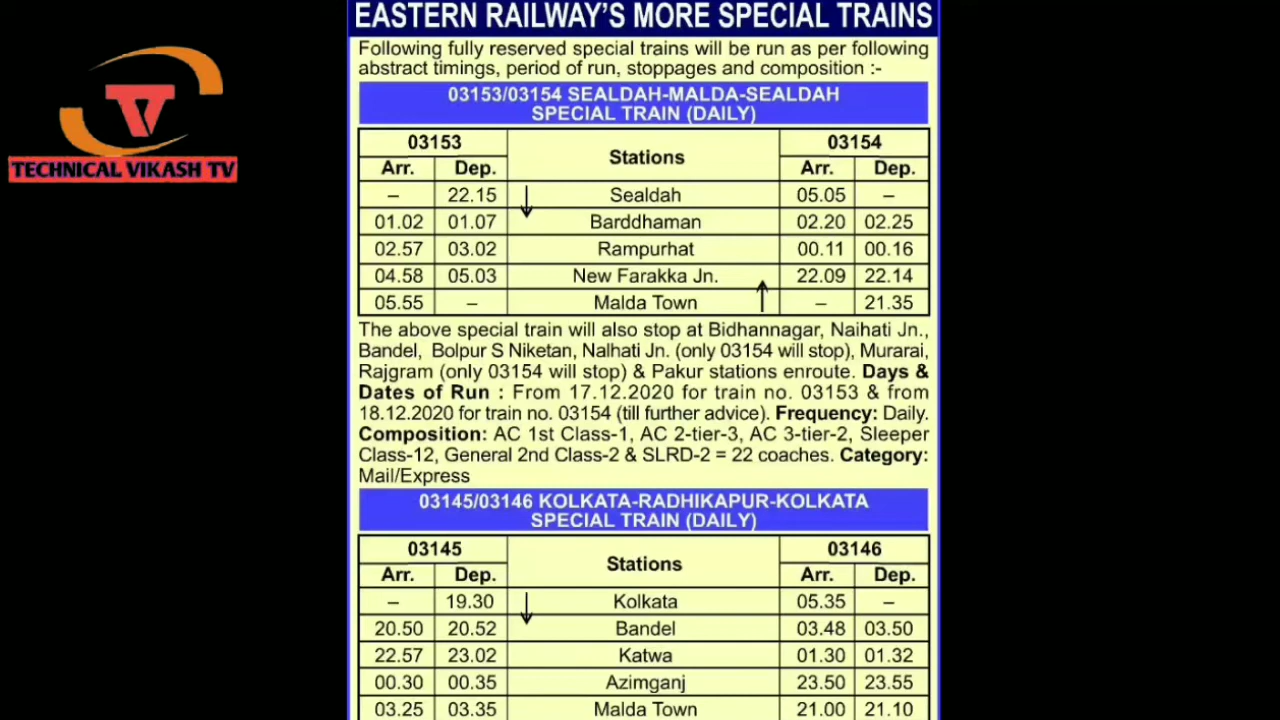 EASTERN RAILWAY'S MORE SPECIAL TRAINS
Following fully reserved special trains will be run as per following
abstract timings, period of run, stoppages and composition :-
03153/03154 SEALDAH-MALDA-SEALDAH
SPECIAL TRAIN (DAILY)
03153 Stations 03154
Arr. Dep. Arr. Dep.
– 22.15 ↓ Sealdah 05.05 –
01.02 01.07 Barddhaman 02.20 02.25
02.57 03.02 Rampurhat 00.11 00.16
04.58 05.03 New Farakka Jn. 22.09 22.14
05.55 – Malda Town ↑ – 21.35
The above special train will also stop at Bidhannagar, Naihati Jn.,
Bandel, Bolpur S Niketan, Nalhati Jn. (only 03154 will stop), Murarai,
Rajgram (only 03154 will stop) & Pakur stations enroute. Days &
Dates of Run : From 17.12.2020 for train no. 03153 & from
18.12.2020 for train no. 03154 (till further advice). Frequency: Daily.
Composition: AC 1st Class-1, AC 2-tier-3, AC 3-tier-2, Sleeper
Class-12, General 2nd Class-2 & SLRD-2 = 22 coaches. Category:
Mail/Express
03145/03146 KOLKATA-RADHIKAPUR-KOLKATA
SPECIAL TRAIN (DAILY)
03145 Stations 03146
Arr. Dep. Arr. Dep.
– 19.30 ↓ Kolkata 05.35 –
20.50 20.52 Bandel 03.48 03.50
22.57 23.02 Katwa 01.30 01.32
00.30 00.35 Azimganj 23.50 23.55
03.25 03.35 Malda Town 21.00 21.10
TV
TECHNICAL VIKASH TV